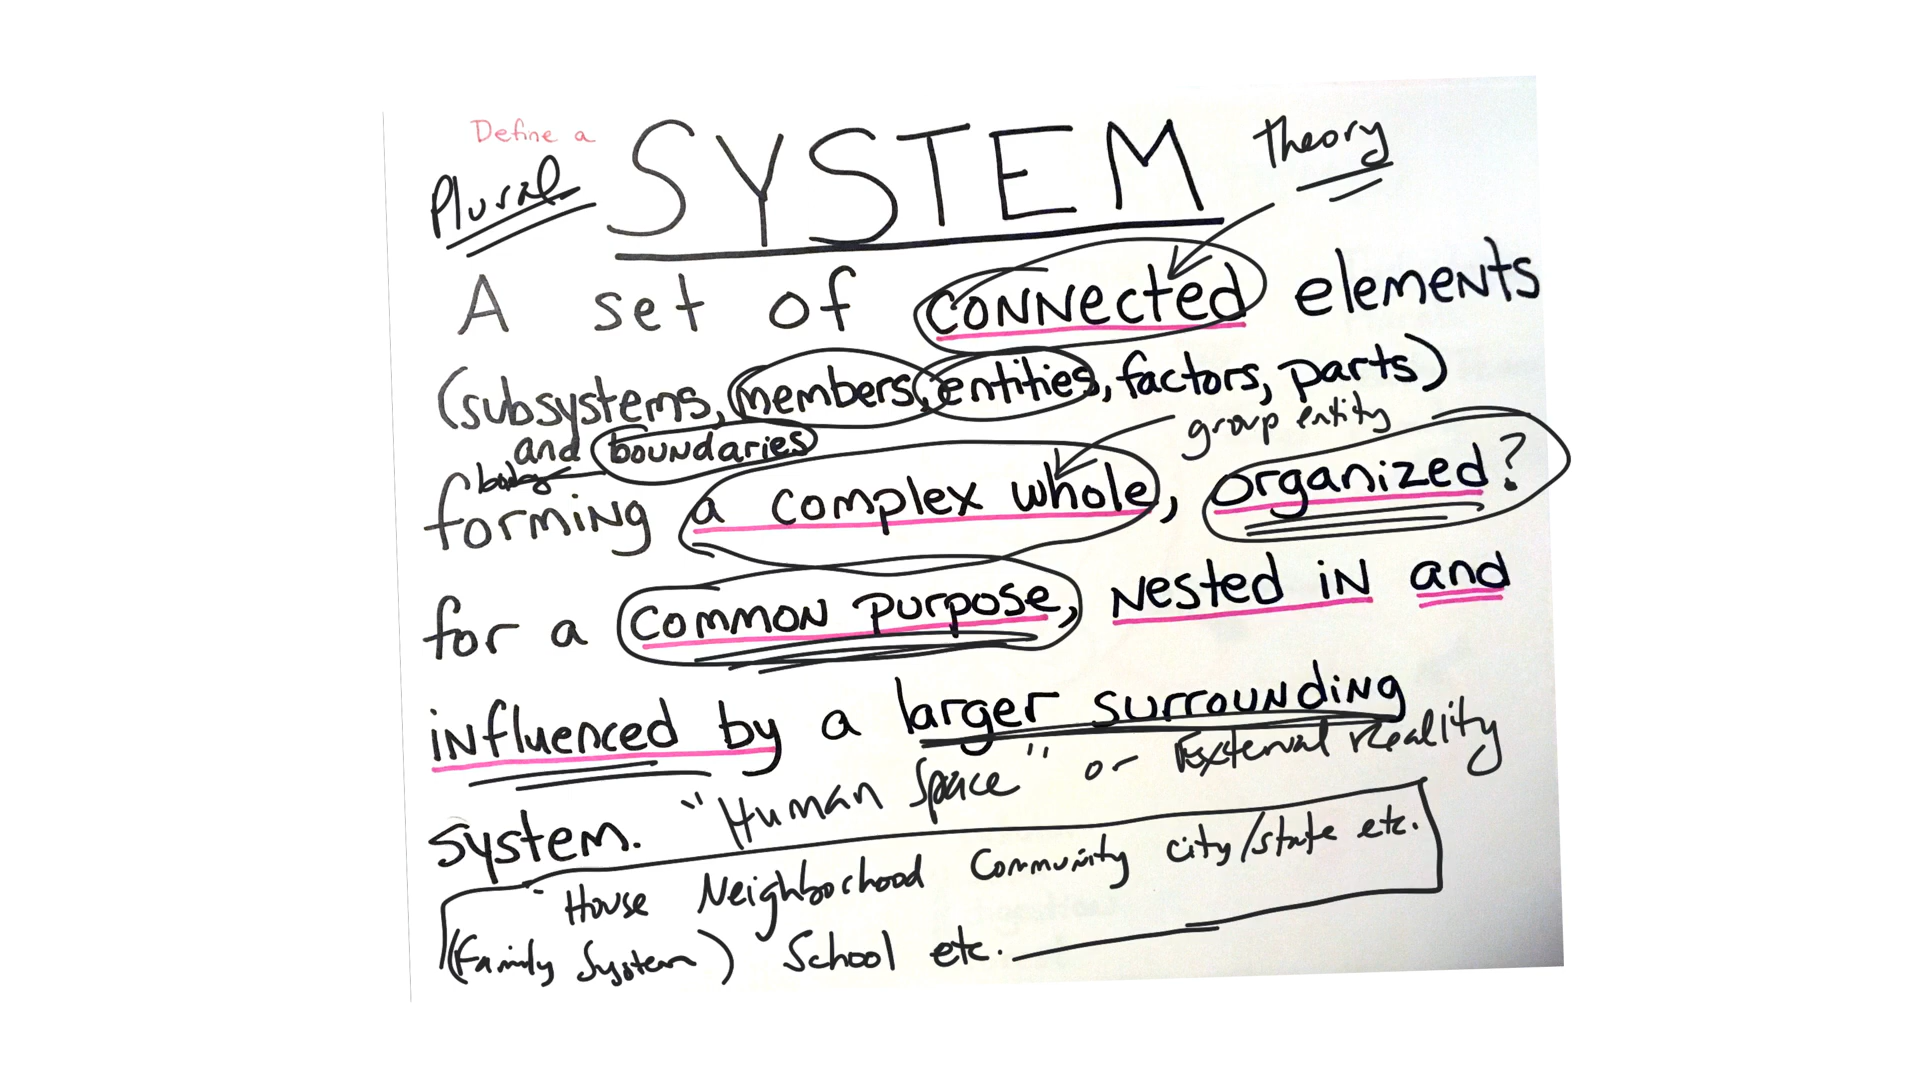 Define a
Plural SYSTEM theory
A set of connected elements
(subsystems, members, entities, factors, parts)
and boundaries
group entity
body
forming a complex whole, organized?
for a common purpose, nested in and
influenced by a larger surrounding
system. "Human Space" or External Reality
House Neighborhood Community city/state etc.
(Family System) School etc.